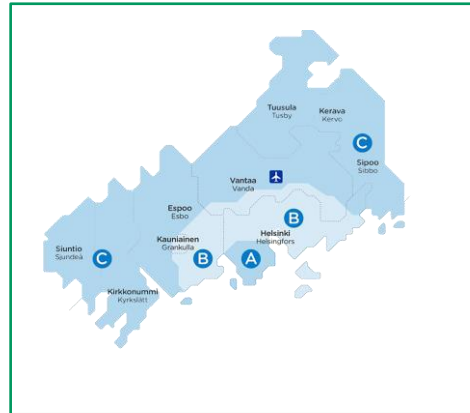 Tuusula
Tusby
Kerava
Kervo
C
Sipoo
Sibbo
Vantaa
Vanda
Espoo
Esbo
B
Helsinki
Helsingfors
Kauniainen
Grankulla
B
A
Siuntio
Sjundeå
C
Kirkkonummi
Kyrkslätt